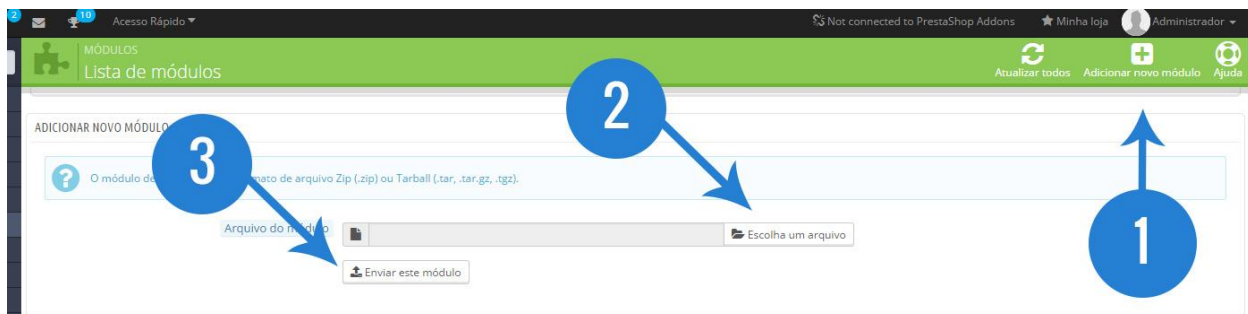 2
10
Acesso Rápido
Not connected to PrestaShop Addons
Minha loja
Administrador
MÓDULOS
Lista de módulos
Atualizar todos
Adicionar novo módulo
Ajuda
ADICIONAR NOVO MÓDULO
O módulo de
de arquivo Zip (.zip) ou Tarball (.tar, .tar.gz, .tgz).
Arquivo do módulo
Escolha um arquivo
Enviar este módulo
3
2
1